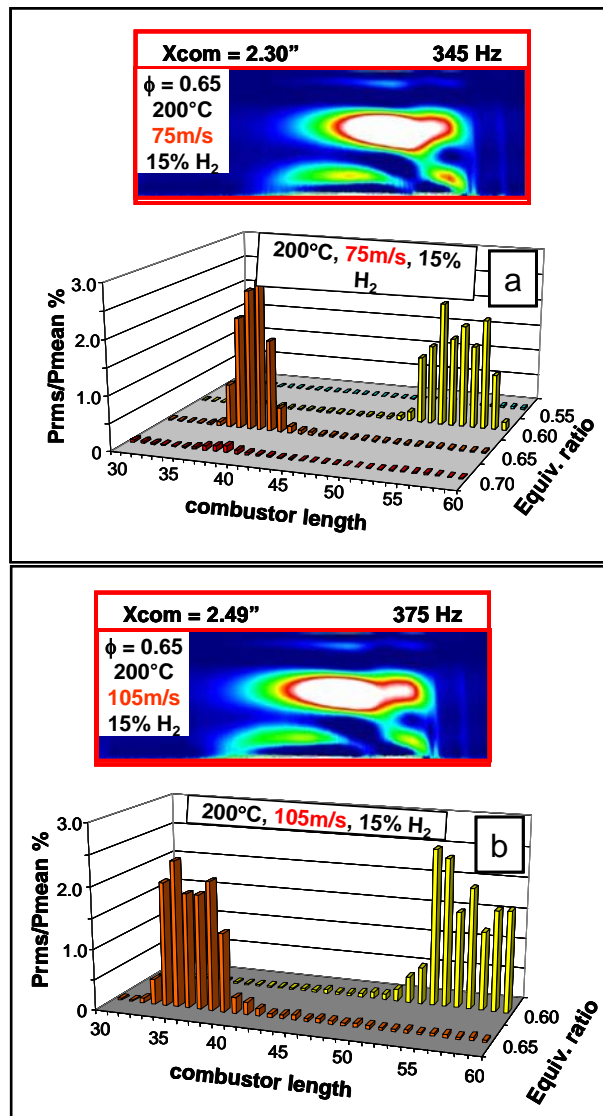 Xcom = 2.30” 345 Hz
ϕ = 0.65
200°C
75m/s
15% H₂
200°C, 75m/s, 15%
H₂
a
Prms/Pmean %
3.0
2.0
1.0
0
30
35
40
45
50
55
60
combustor length
0.55
0.60
0.65
0.70
Equiv. ratio
Xcom = 2.49” 375 Hz
ϕ = 0.65
200°C
105m/s
15% H₂
200°C, 105m/s, 15% H₂
b
Prms/Pmean %
3.0
2.0
1.0
0
30
35
40
45
50
55
60
combustor length
0.60
0.65
Equiv. ratio